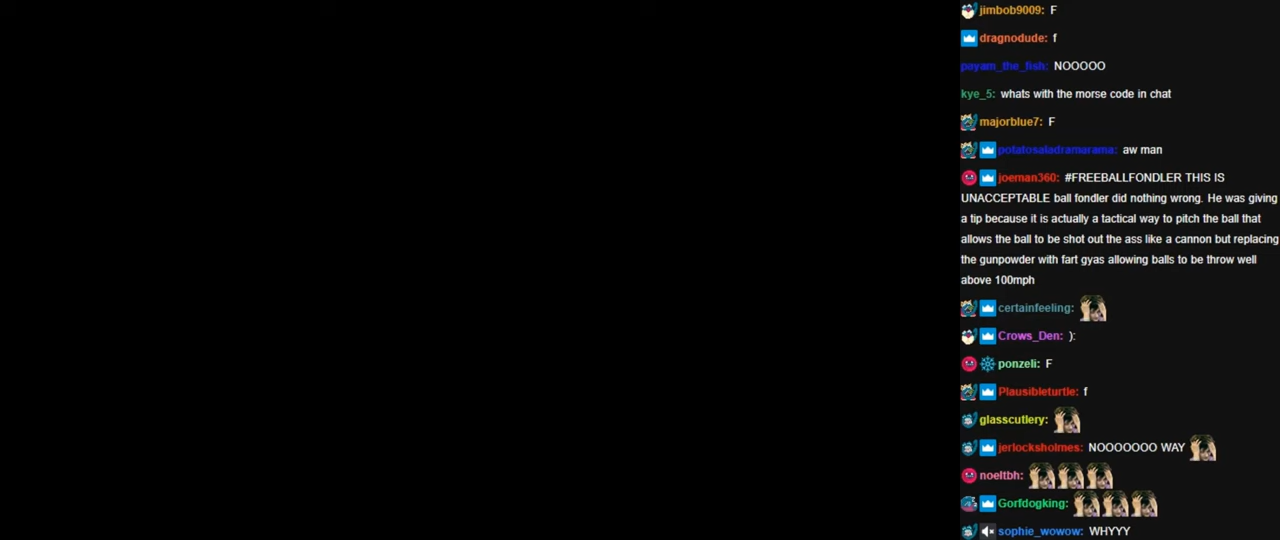 jimbob9009: F
dragnodude: f
payam_the_fish: NOOOOO
kye_5: whats with the morse code in chat
majorblue7: F
potatosaladramarama: aw man
joeman360: #FREEBALLFONDLER THIS IS
UNACCEPTABLE ball fondler did nothing wrong. He was giving
a tip because it is actually a tactical way to pitch the ball that
allows the ball to be shot out the ass like a cannon but replacing
the gunpowder with fart gyas allowing balls to be throw well
above 100mph
certainfeeling:
Crows_Den: ):
ponzeli: F
Plausibleturtle: f
glasscutlery:
jerlocksholmes: NOOOOOOO WAY
noeltbh:
Gorfdogking:
sophie_wowow: WHYYY